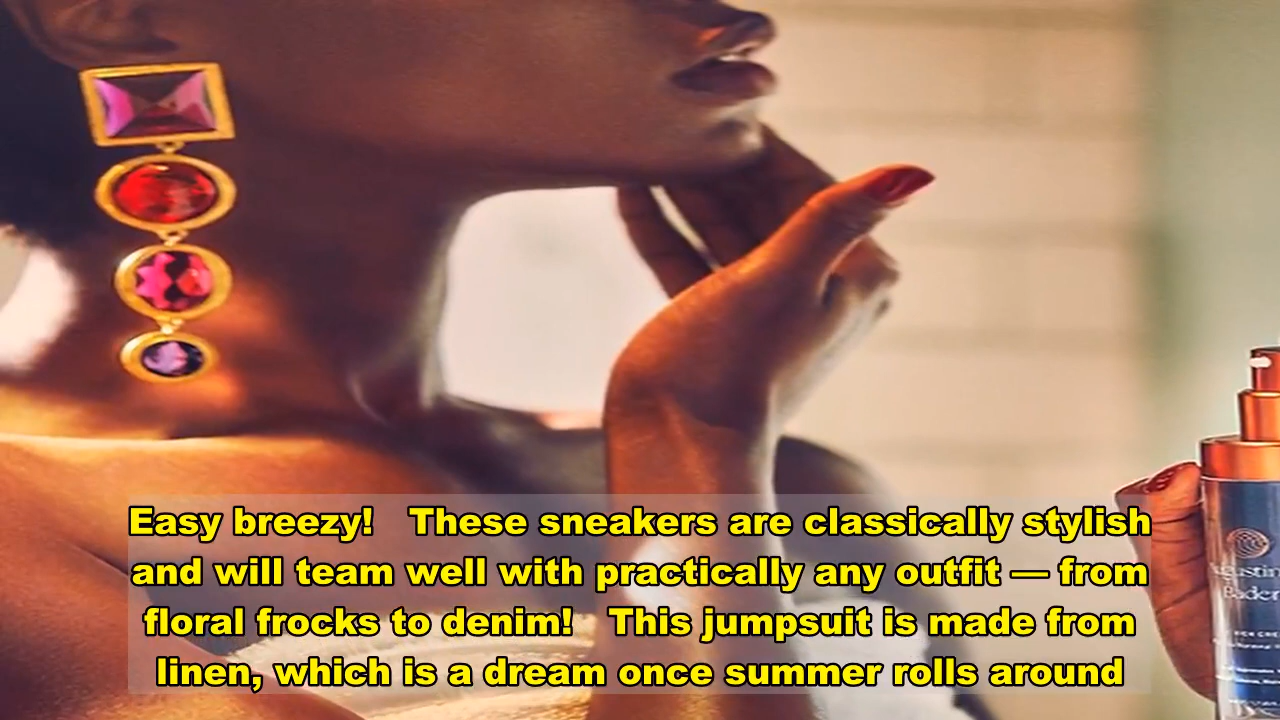 Easy breezy! These sneakers are classically stylish
and will team well with practically any outfit — from
floral frocks to denim! This jumpsuit is made from
linen, which is a dream once summer rolls around
Bader